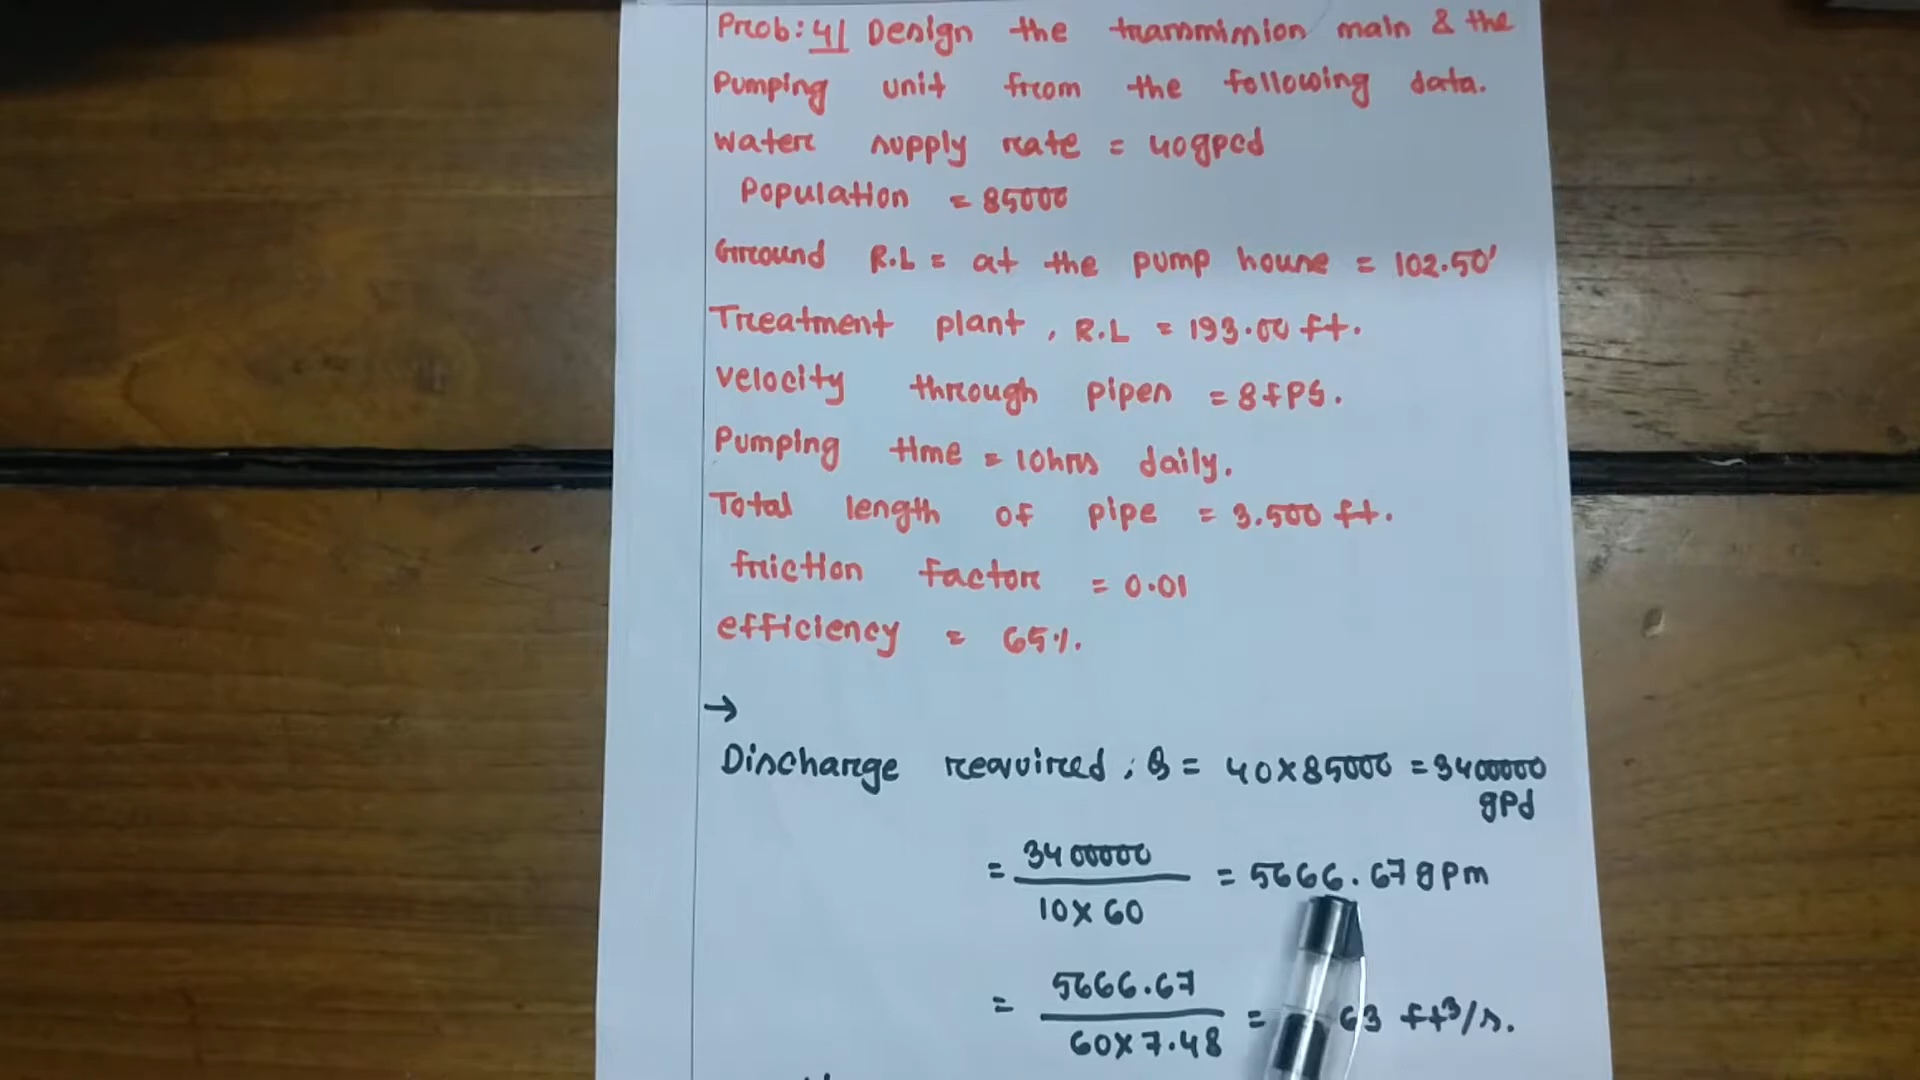 Prob: 41 Design the transmission main & the
Pumping unit from the following data.
Water supply rate = 40gpcd
Population = 85000
Ground R.L = at the pump house = 102.50'
Treatment plant, R.L = 193.00 ft.
Velocity through pipes = 8fPS.
Pumping time = 10hrs daily.
Total length of pipe = 3.500 ft.
friction factor = 0.01
efficiency = 65%.
→
Discharge required, Q = 40×85000 = 3400000
gPd
= 3400000 / 10×60 = 5666.67 gPm
= 5666.67 / 60×7.48 = 63 ft³/s.